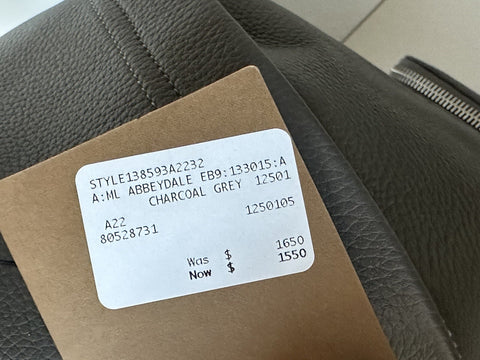 STYLE138593A2232
A:ML ABBEYDALE EB9:133015:A
CHARCOAL GREY 12501
A22
80528731 1250105
Was $ 1650
Now $ 1550